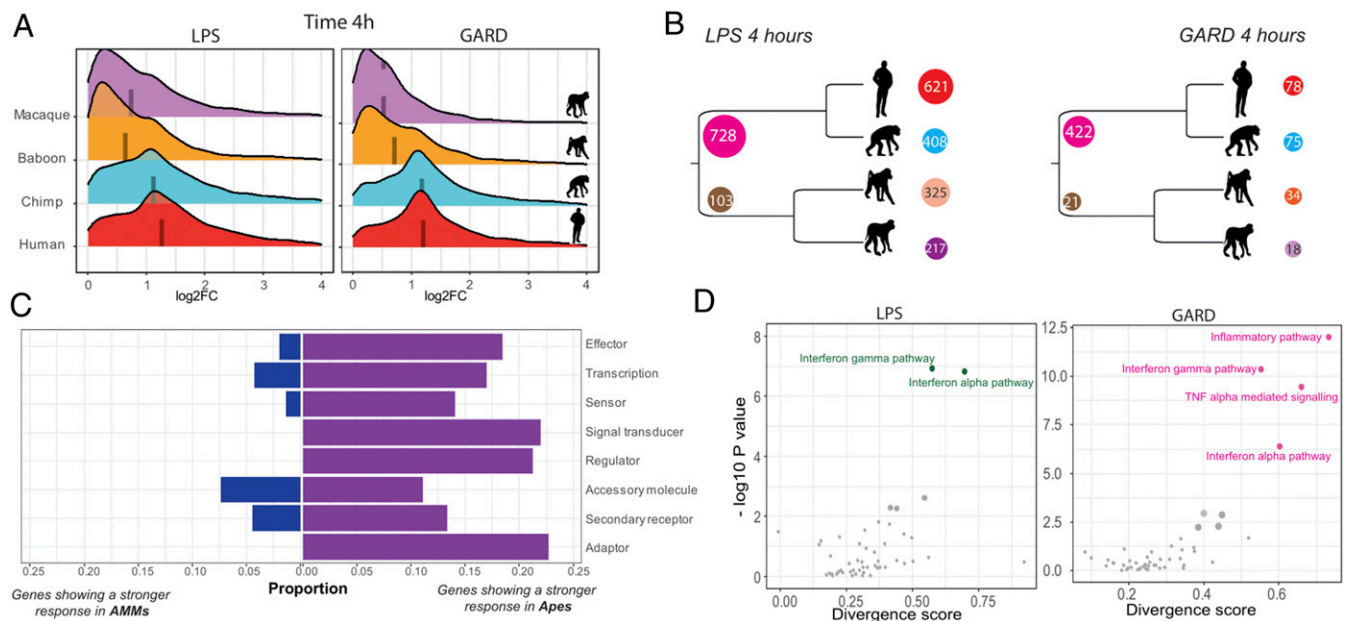 A
Time 4h
LPS
GARD
Macaque
Baboon
Chimp
Human
0 1 2 3 4
log2FC
0 1 2 3 4
log2FC
B
LPS 4 hours
GARD 4 hours
621
728
408
325
103
217
78
422
75
34
21
18
C
Effector
Transcription
Sensor
Signal transducer
Regulator
Accessory molecule
Secondary receptor
Adaptor
0.25 0.20 0.15 0.10 0.05 0.00 0.05 0.10 0.15 0.20 0.25
Proportion
Genes showing a stronger
response in AMMs
Genes showing a stronger
response in Apes
D
LPS
- log10 P value
8
6
4
2
0
Interferon gamma pathway
Interferon alpha pathway
0.00 0.25 0.50 0.75
Divergence score
GARD
12.5
10.0
7.5
5.0
2.5
0.0
Inflammatory pathway
Interferon gamma pathway
TNF alpha mediated signalling
Interferon alpha pathway
0.2 0.4 0.6
Divergence score